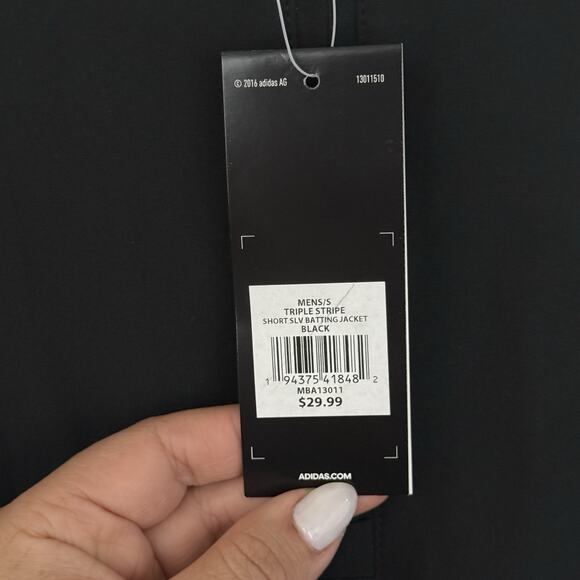 © 2016 adidas AG 13011510
MENS/S
TRIPLE STRIPE
SHORT SLV BATTING JACKET
BLACK
1 94375 41848 2
MBA13011
$29.99
ADIDAS.COM